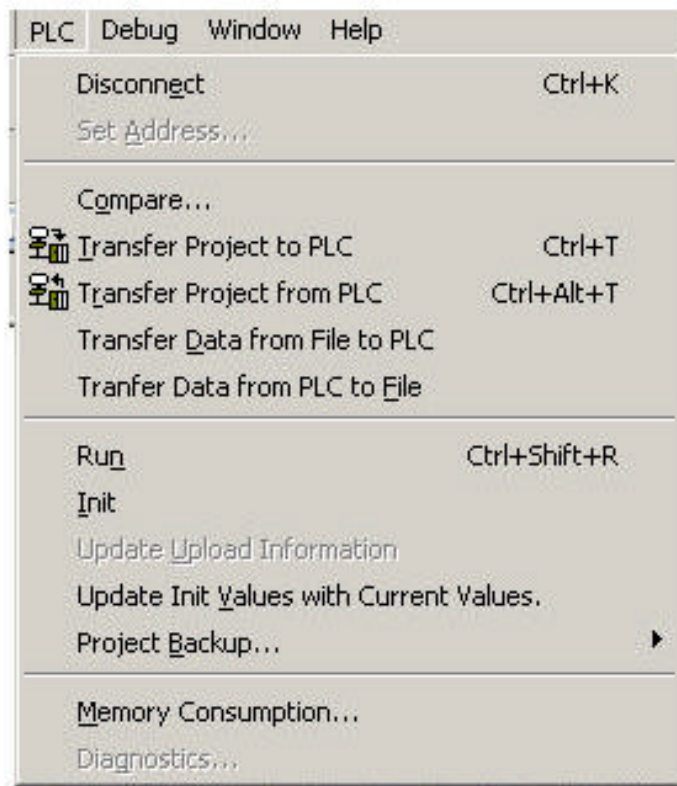 PLC Debug Window Help
Disconnect Ctrl+K
Set Address...
Compare...
Transfer Project to PLC Ctrl+T
Transfer Project from PLC Ctrl+Alt+T
Transfer Data from File to PLC
Tranfer Data from PLC to File
Run Ctrl+Shift+R
Init
Update Upload Information
Update Init Values with Current Values.
Project Backup...
Memory Consumption...
Diagnostics...